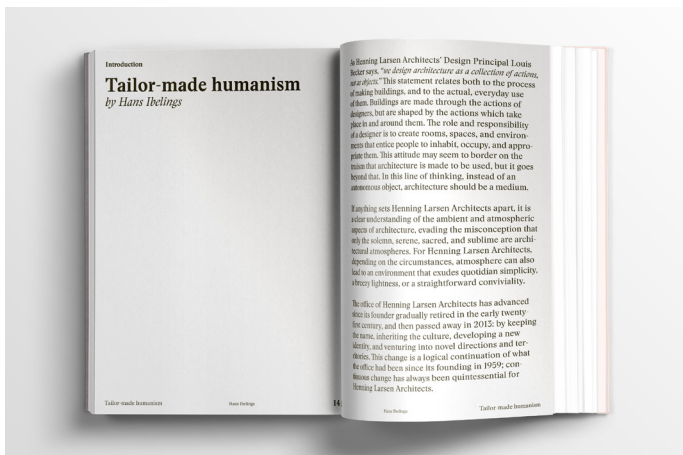 Introduction
Tailor-made humanism
by Hans Ibelings
Tailor-made humanism
Hans Ibelings
14
As Henning Larsen Architects' Design Principal Louis
Becker says, "we design architecture as a collection of actions,
not as objects." This statement relates both to the process
of making buildings, and to the actual, everyday use
of them. Buildings are made through the actions of
designers, but are shaped by the actions which take
place in and around them. The role and responsibility
of a designer is to create rooms, spaces, and environ-
ments that entice people to inhabit, occupy, and appro-
priate them. This attitude may seem to border on the
truism that architecture is made to be used, but it goes
beyond that. In this line of thinking, instead of an
autonomous object, architecture should be a medium.
If anything sets Henning Larsen Architects apart, it is
a clear understanding of the ambient and atmospheric
aspects of architecture, evading the misconception that
only the solemn, serene, sacred, and sublime are archi-
tectural atmospheres. For Henning Larsen Architects,
depending on the circumstances, atmosphere can also
lead to an environment that exudes quotidian simplicity,
a breezy lightness, or a straightforward conviviality.
The office of Henning Larsen Architects has advanced
since its founder gradually retired in the early twenty-
first century, and then passed away in 2013: by keeping
the name, inheriting the culture, developing a new
identity, and venturing into novel directions and ter-
ritories. This change is a logical continuation of what
the office had been since its founding in 1959; con-
tinuous change has always been quintessential for
Henning Larsen Architects.
Hans Ibelings
Tailor-made humanism